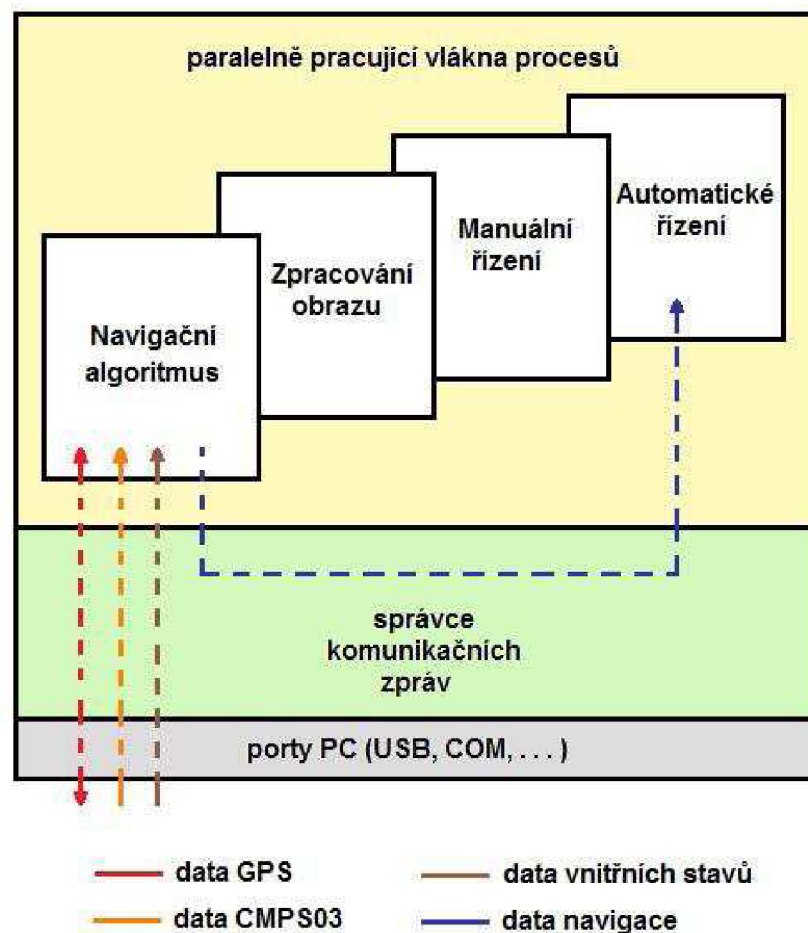 paralelně pracující vlákna procesů
Automatické
řízení
Manuální
řízení
Zpracování
obrazu
Navigační
algoritmus
správce
komunikačních
zpráv
porty PC (USB, COM, . . . )
data GPS
data vnitřních stavů
data CMPS03
data navigace